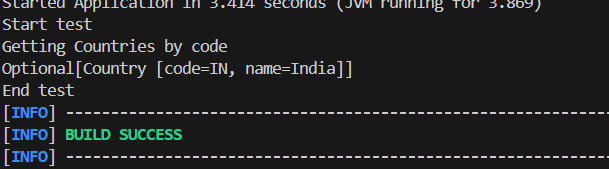 Started Application in 3.414 seconds (JVM running for 3.869)
Start test
Getting Countries by code
Optional[Country [code=IN, name=India]]
End test
[INFO] ------------------------------------------------------
[INFO] BUILD SUCCESS
[INFO] ------------------------------------------------------